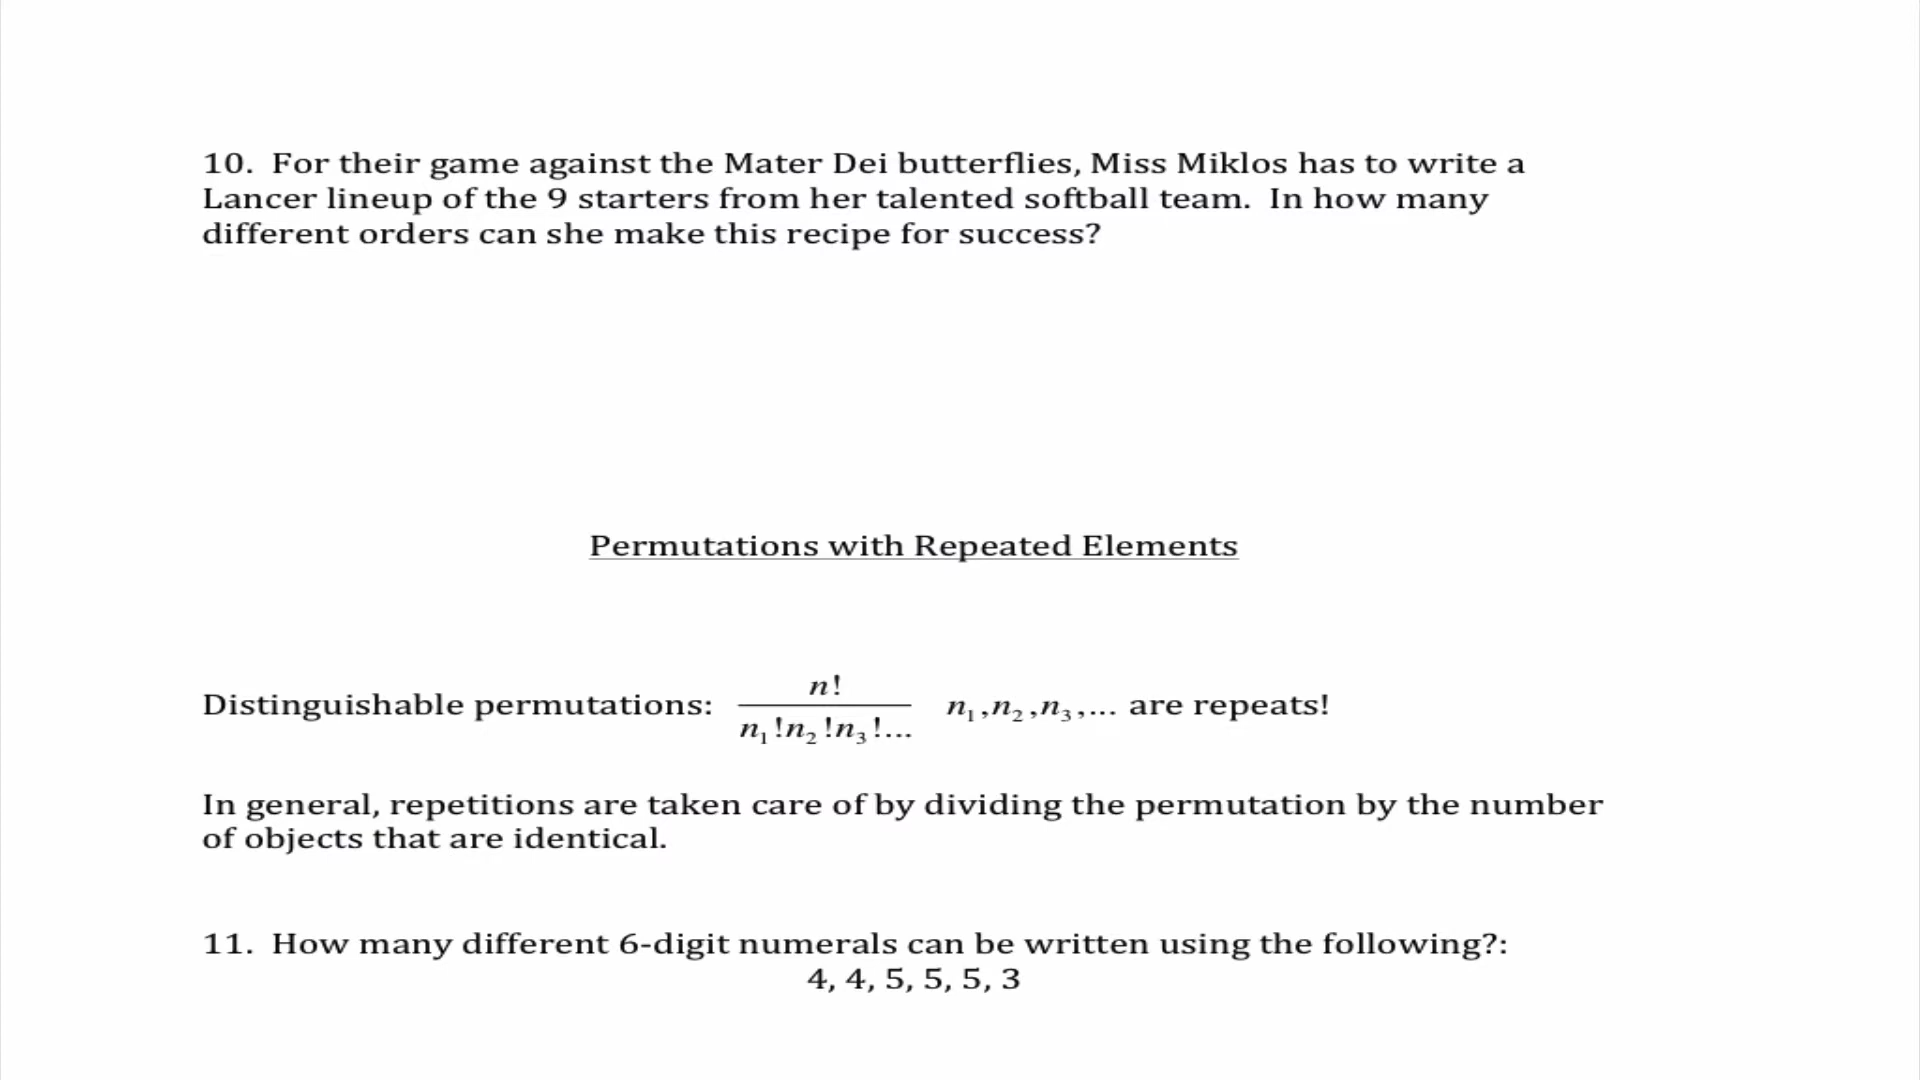 10.  For their game against the Mater Dei butterflies, Miss Miklos has to write a
Lancer lineup of the 9 starters from her talented softball team.  In how many
different orders can she make this recipe for success?
Permutations with Repeated Elements
Distinguishable permutations: n! / n₁!n₂!n₃!... n₁,n₂,n₃,... are repeats!
In general, repetitions are taken care of by dividing the permutation by the number
of objects that are identical.
11.  How many different 6-digit numerals can be written using the following?:
4, 4, 5, 5, 5, 3